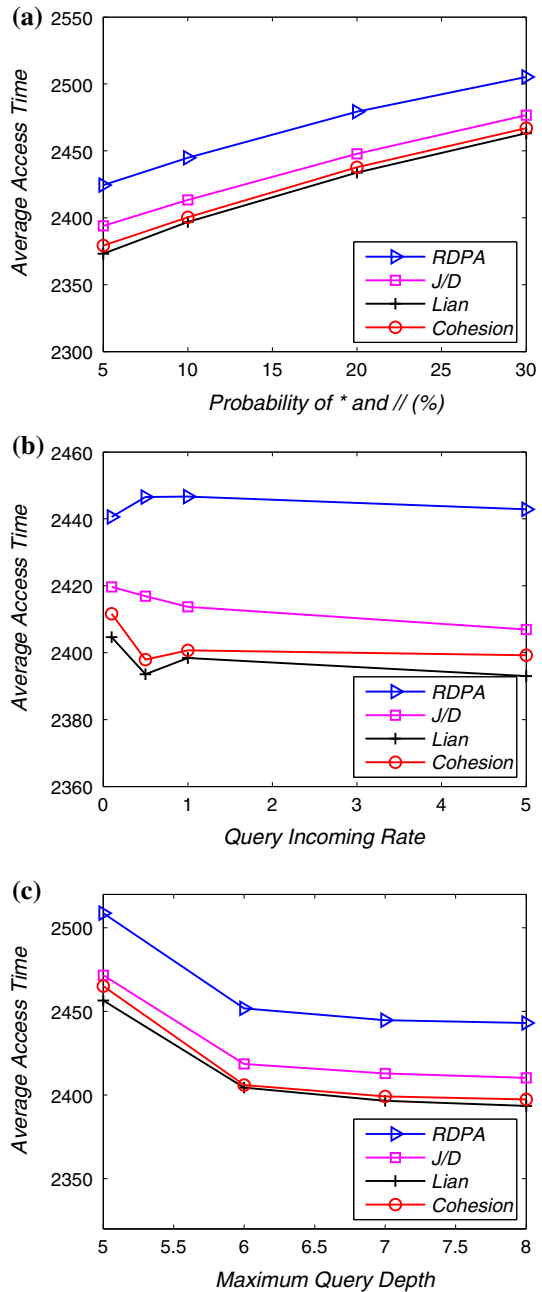 (a)
2550
2500
2450
2400
2350
2300
Average Access Time
RDPA
J/D
Lian
Cohesion
5
10
20
30
Probability of * and // (%)
(b)
2460
2440
2420
2400
2380
2360
Average Access Time
RDPA
J/D
Lian
Cohesion
0
1
2
3
4
5
Query Incoming Rate
(c)
2500
2450
2400
2350
Average Access Time
RDPA
J/D
Lian
Cohesion
5
5.5
6
6.5
7
7.5
8
Maximum Query Depth